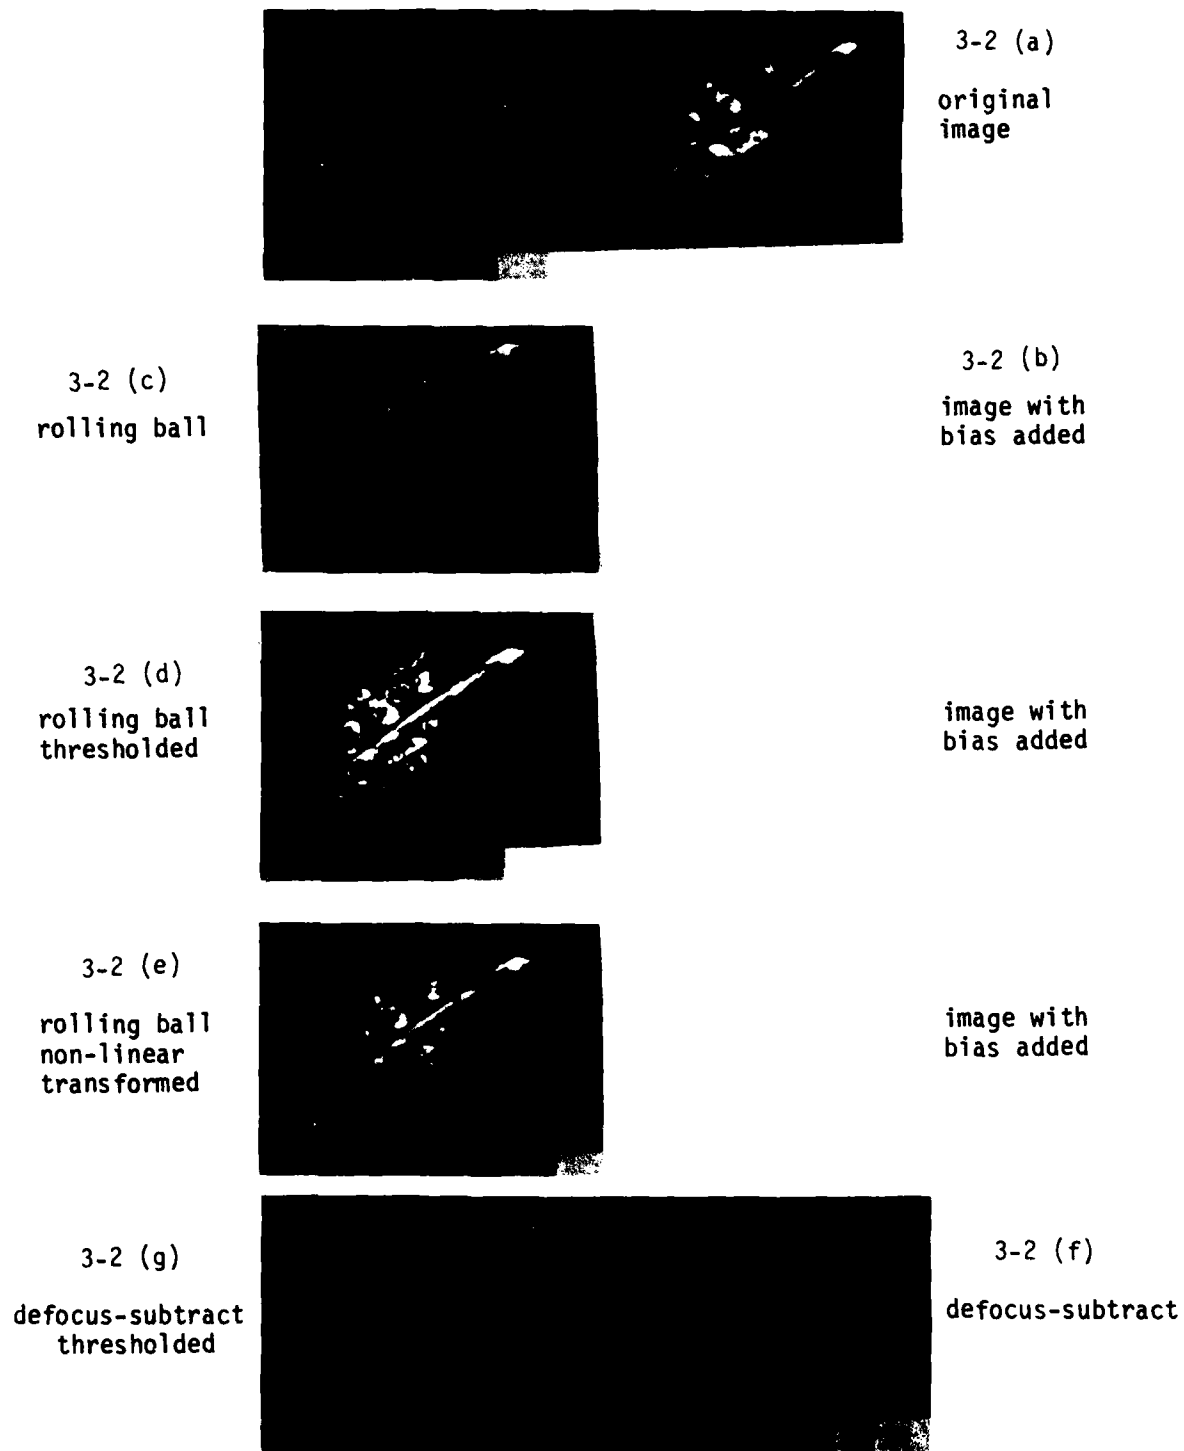 3-2 (a)
original
image
3-2 (c)
rolling ball
3-2 (b)
image with
bias added
3-2 (d)
rolling ball
thresholded
image with
bias added
3-2 (e)
rolling ball
non-linear
transformed
image with
bias added
3-2 (g)
defocus-subtract
thresholded
3-2 (f)
defocus-subtract